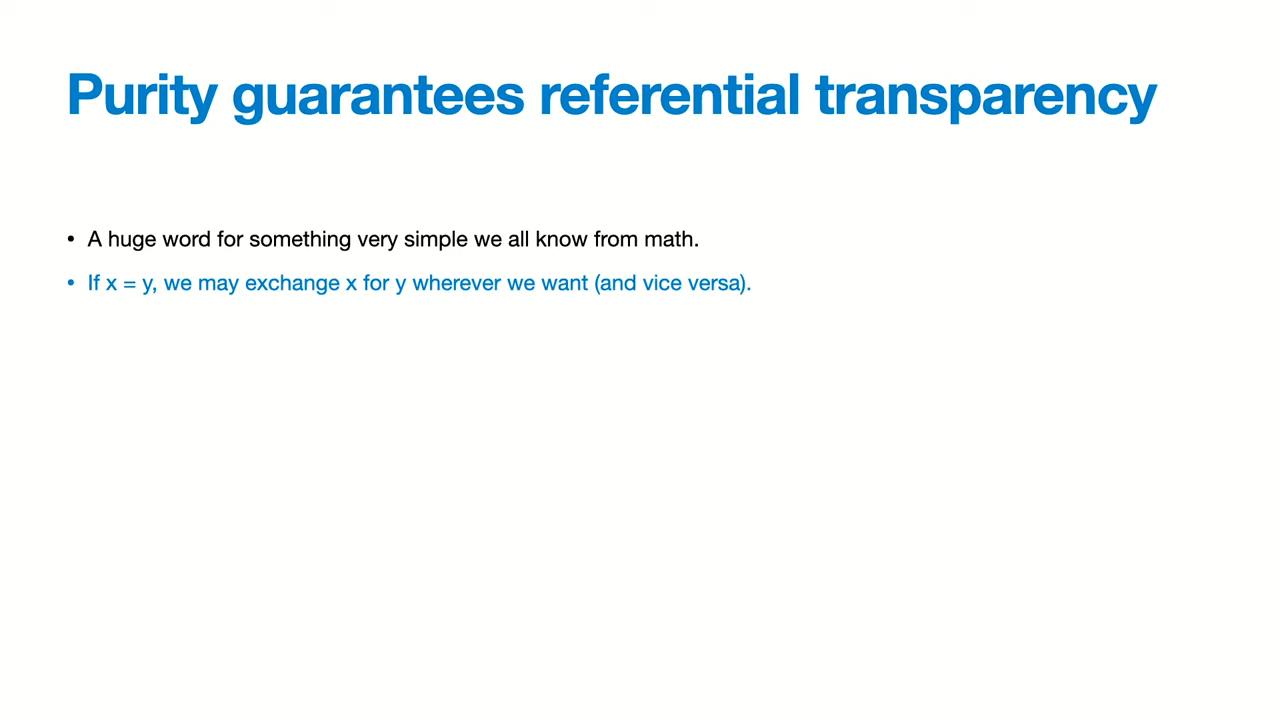 Purity guarantees referential transparency
• A huge word for something very simple we all know from math.
• If x = y, we may exchange x for y wherever we want (and vice versa).